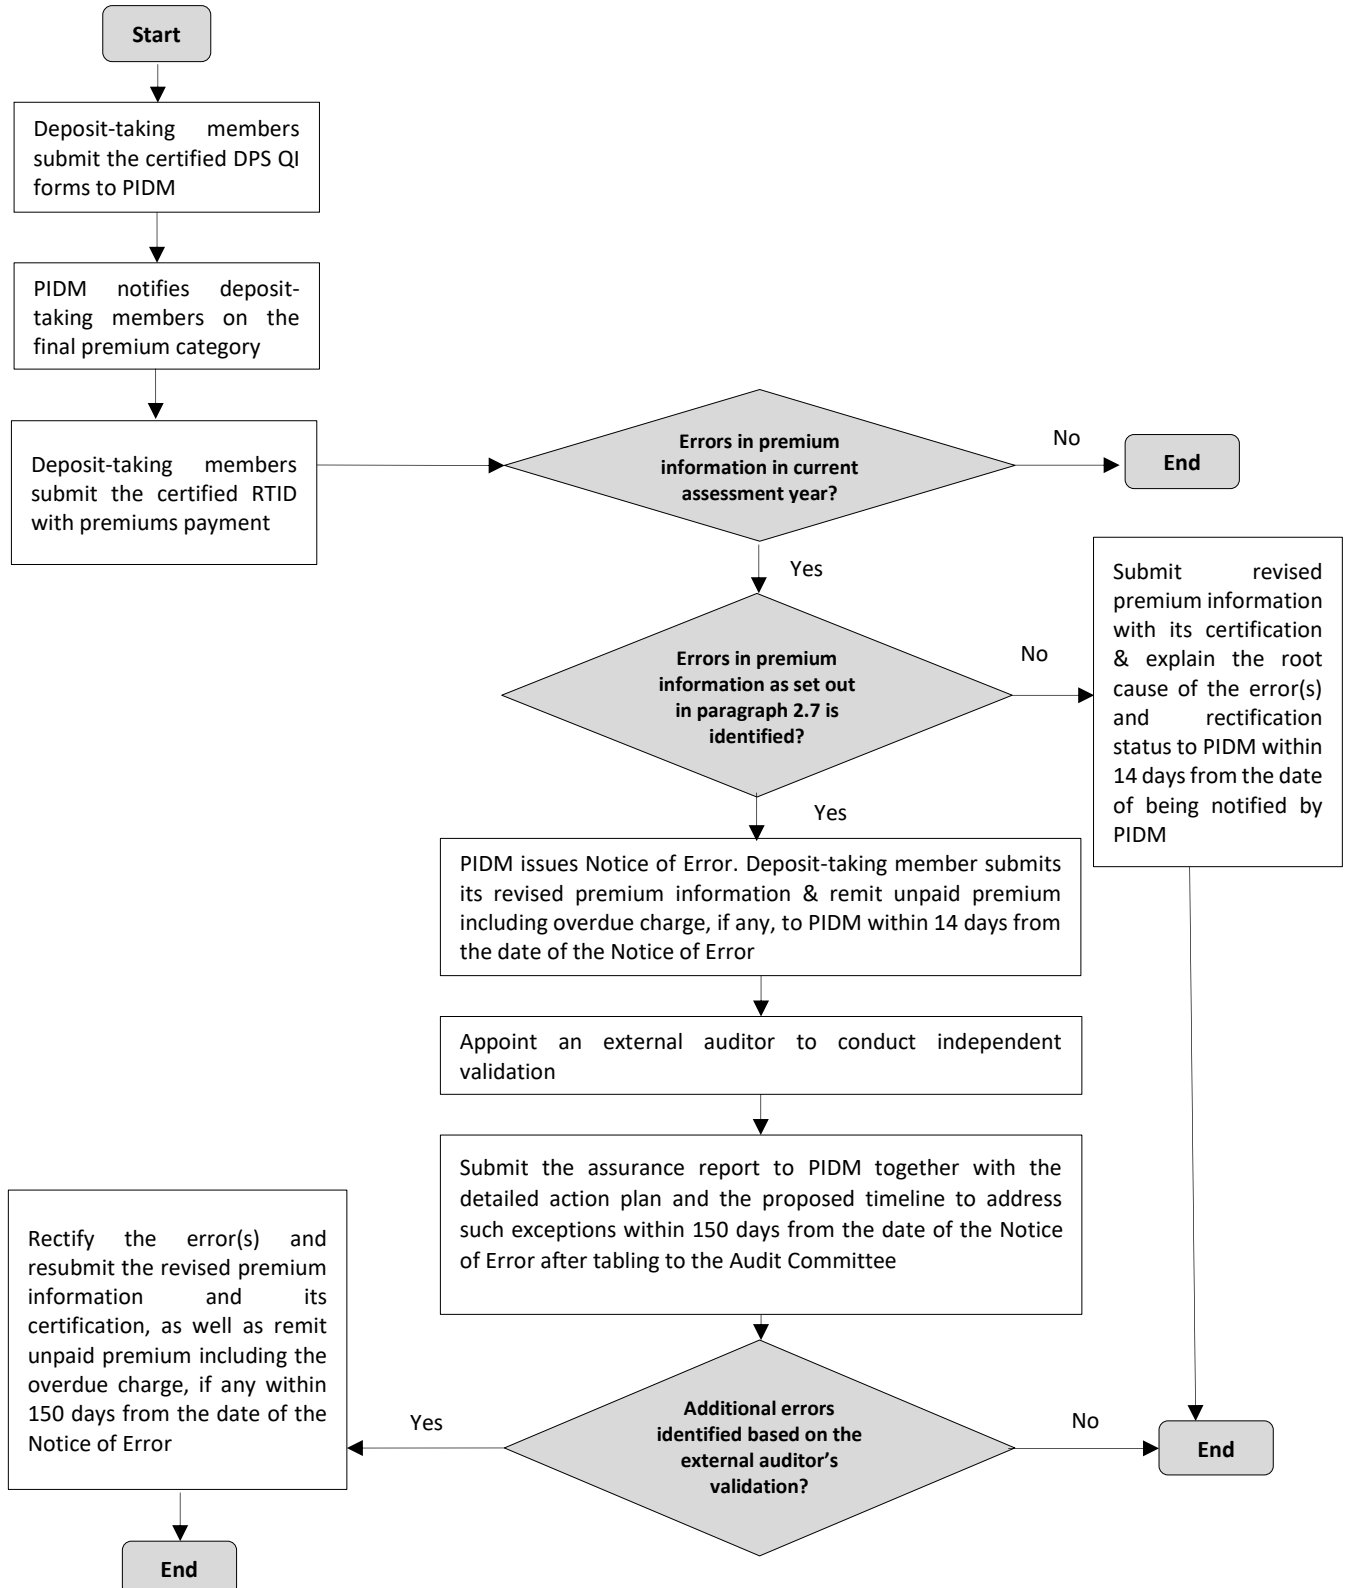 Start
Deposit-taking members
submit the certified DPS QI
forms to PIDM
PIDM notifies deposit-
taking members on the
final premium category
Deposit-taking members
submit the certified RTID
with premiums payment
Errors in premium
information in current
assessment year?
No
End
Yes
Errors in premium
information as set out
in paragraph 2.7 is
identified?
No
Submit revised
premium information
with its certification
& explain the root
cause of the error(s)
and rectification
status to PIDM within
14 days from the date
of being notified by
PIDM
Yes
PIDM issues Notice of Error. Deposit-taking member submits
its revised premium information & remit unpaid premium
including overdue charge, if any, to PIDM within 14 days from
the date of the Notice of Error
Appoint an external auditor to conduct independent
validation
Submit the assurance report to PIDM together with the
detailed action plan and the proposed timeline to address
such exceptions within 150 days from the date of the Notice
of Error after tabling to the Audit Committee
Additional errors
identified based on the
external auditor's
validation?
No
End
Yes
Rectify the error(s) and
resubmit the revised premium
information and its
certification, as well as remit
unpaid premium including the
overdue charge, if any within
150 days from the date of the
Notice of Error
End